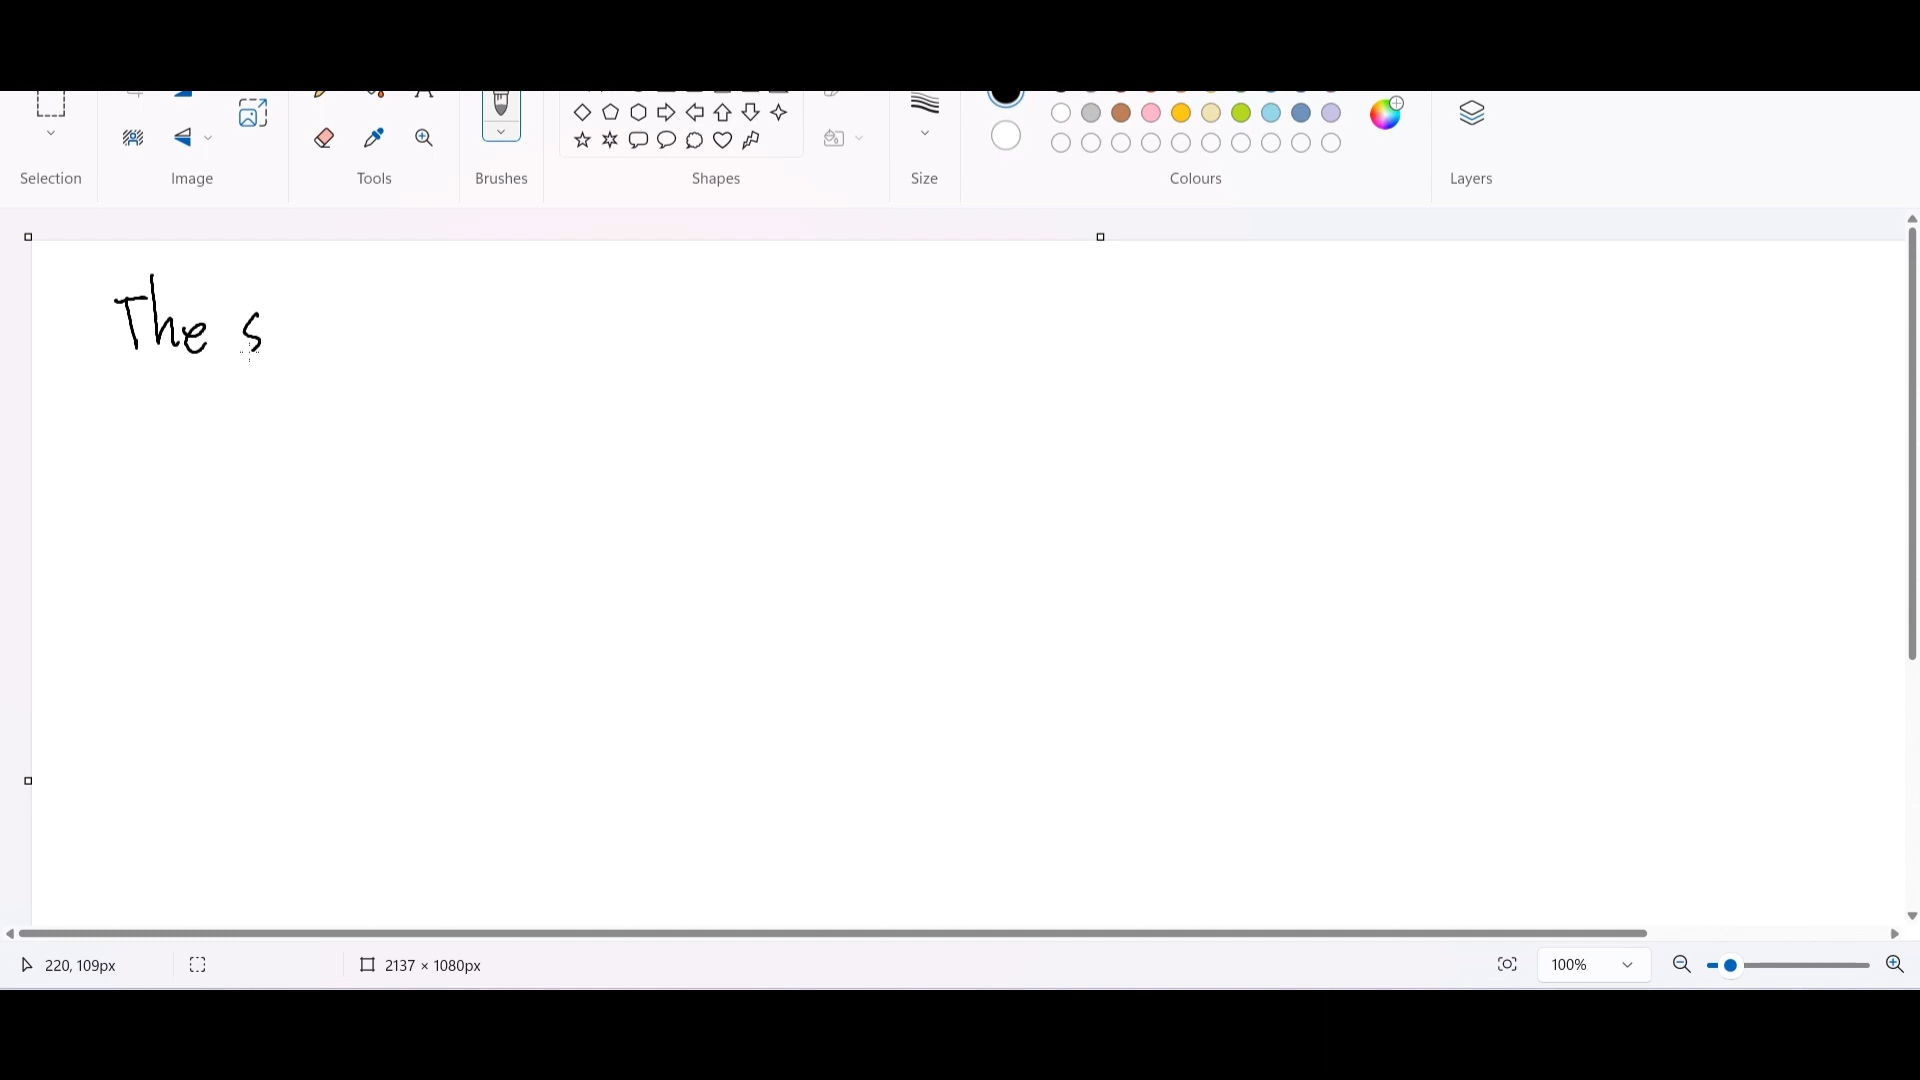 Selection
Image
Tools
Brushes
Shapes
Size
Colours
Layers
The s
220, 109px
2137 × 1080px
100%